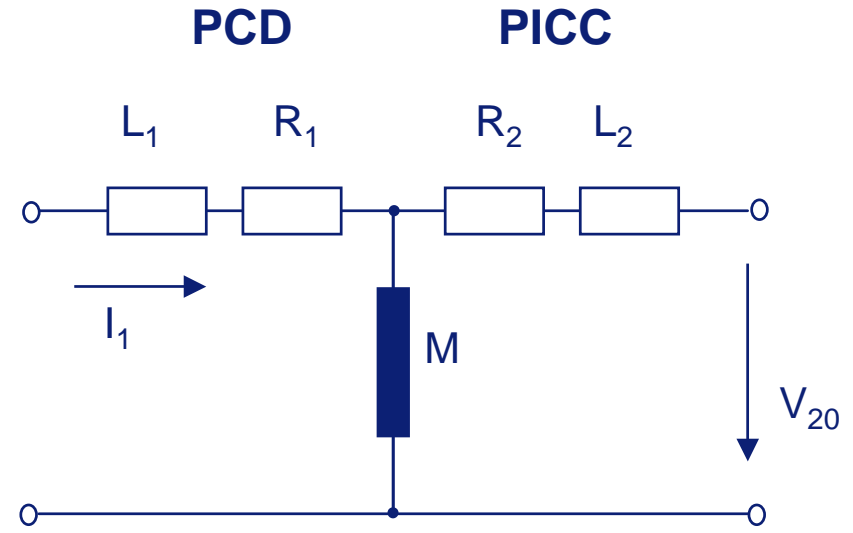 PCD PICC
L₁ R₁ R₂ L₂
I₁
M
V₂₀